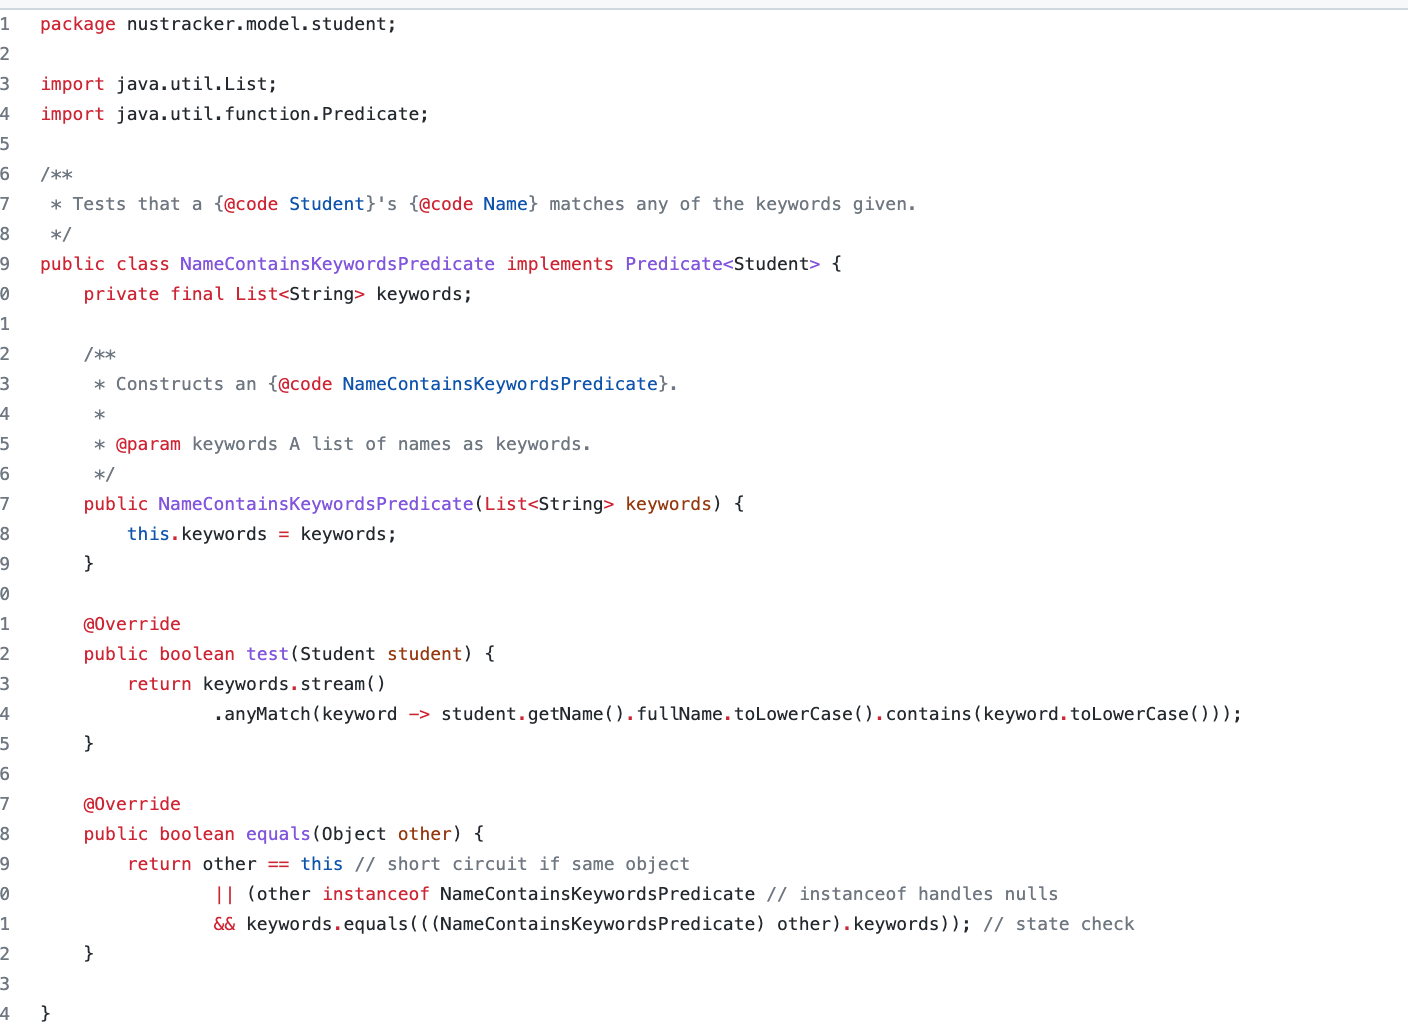 1 package nustracker.model.student;
2
3 import java.util.List;
4 import java.util.function.Predicate;
5
6 /**
7  * Tests that a {@code Student}'s {@code Name} matches any of the keywords given.
8  */
9 public class NameContainsKeywordsPredicate implements Predicate<Student> {
0     private final List<String> keywords;
1
2     /**
3      * Constructs an {@code NameContainsKeywordsPredicate}.
4      *
5      * @param keywords A list of names as keywords.
6      */
7     public NameContainsKeywordsPredicate(List<String> keywords) {
8         this.keywords = keywords;
9     }
0
1     @Override
2     public boolean test(Student student) {
3         return keywords.stream()
4                 .anyMatch(keyword -> student.getName().fullName.toLowerCase().contains(keyword.toLowerCase()));
5     }
6
7     @Override
8     public boolean equals(Object other) {
9         return other == this // short circuit if same object
0                 || (other instanceof NameContainsKeywordsPredicate // instanceof handles nulls
1                 && keywords.equals(((NameContainsKeywordsPredicate) other).keywords)); // state check
2     }
3
4 }